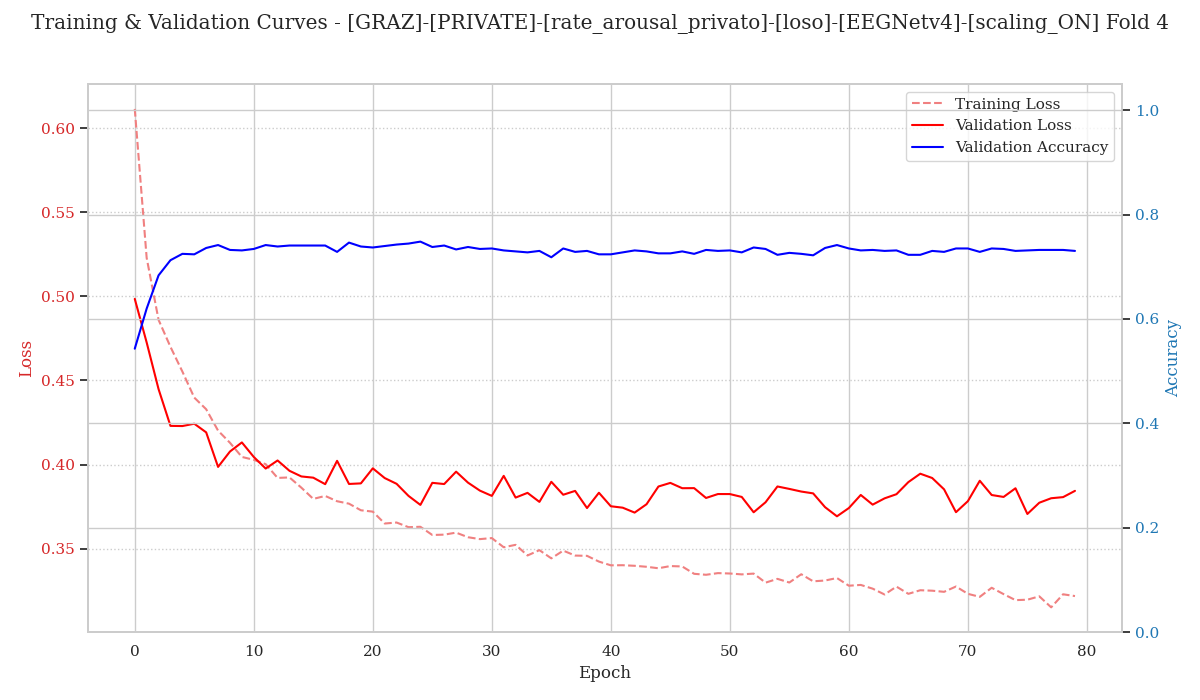 Training & Validation Curves - [GRAZ]-[PRIVATE]-[rate_arousal_privato]-[loso]-[EEGNetv4]-[scaling_ON] Fold 4
Training Loss
Validation Loss
Validation Accuracy
Loss
0.60
0.55
0.50
0.45
0.40
0.35
1.0
0.8
0.6
0.4
0.2
0.0
Accuracy
0 10 20 30 40 50 60 70 80
Epoch